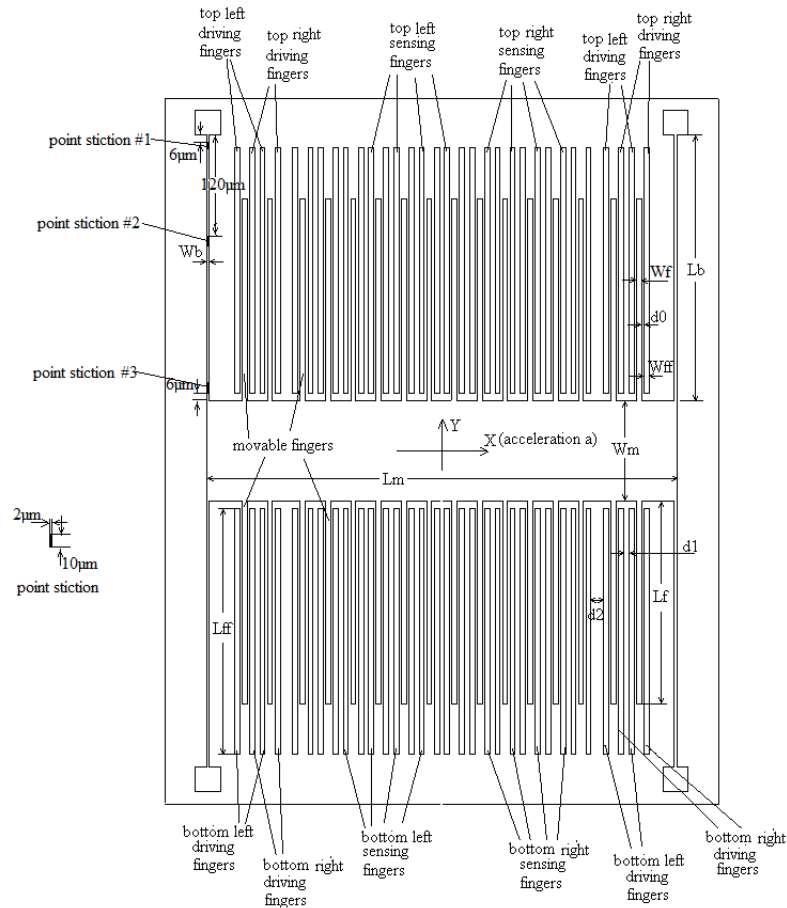 top left
driving
fingers
top right
driving
fingers
top left
sensing
fingers
top right
sensing
fingers
top left
driving
fingers
top right
driving
fingers
point stiction #1
6μm
120μm
point stiction #2
Wb
Wf
Lb
d0
point stiction #3
Wff
6μm
movable fingers
Y
X (acceleration a)
Wm
Lm
2μm
10μm
point stiction
d1
Lff
Lf
d2
bottom left
driving
fingers
bottom right
driving
fingers
bottom left
sensing
fingers
bottom right
sensing
fingers
bottom left
driving
fingers
bottom right
driving
fingers